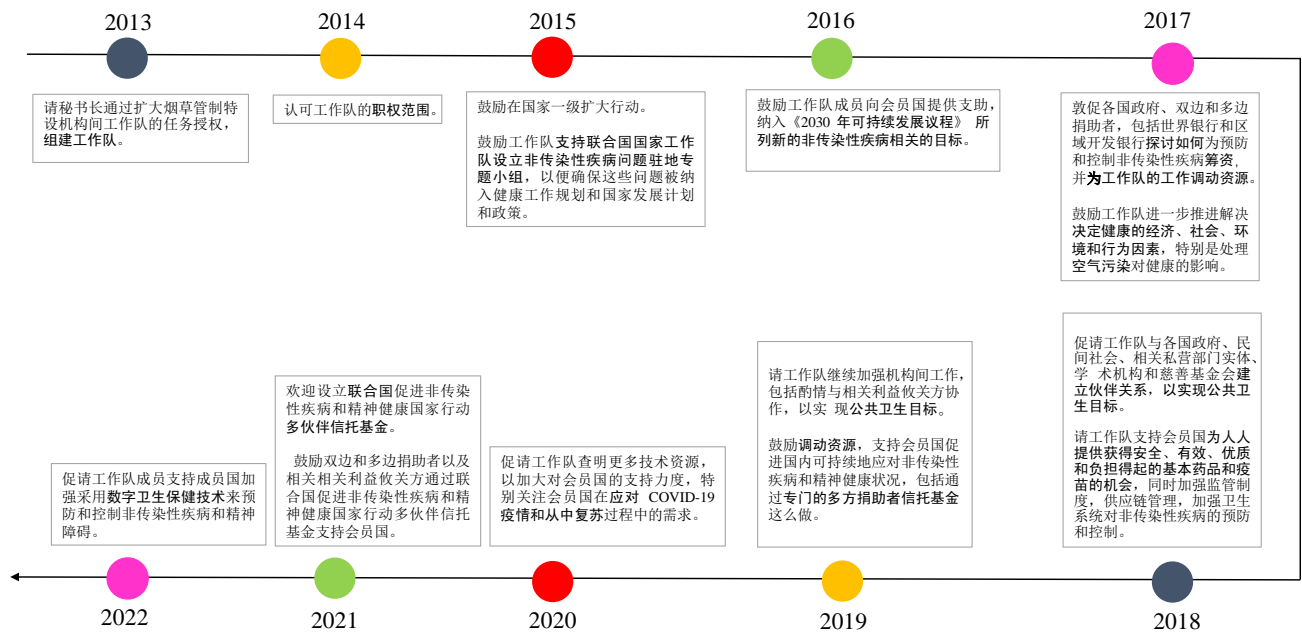 2013
2014
2015
2016
2017
请秘书长通过扩大烟草管制特
设机构间工作队的任务授权，
组建工作队。
认可工作队的职权范围。
鼓励在国家一级扩大行动。
鼓励工作队支持联合国国家工作
队设立非传染性疾病问题驻地专
题小组，以便确保这些问题被纳
入健康工作规划和国家发展计划
和政策。
鼓励工作队成员向会员国提供支助，
纳入《2030 年可持续发展议程》 所
列新的非传染性疾病相关的目标。
敦促各国政府、双边和多边
捐助者，包括世界银行和区
域开发银行探讨如何为预防
和控制非传染性疾病筹资，
并为工作队的工作调动资源。
鼓励工作队进一步推进解决
决定健康的经济、社会、环
境和行为因素，特别是处理
空气污染对健康的影响。
促请工作队成员支持成员国加
强采用数字卫生保健技术来预
防和控制非传染性疾病和精神
障碍。
欢迎设立联合国促进非传染
性疾病和精神健康国家行动
多伙伴信托基金。
鼓励双边和多边捐助者以及
相关相关利益攸关方通过联
合国促进非传染性疾病和精
神健康国家行动多伙伴信托
基金支持会员国。
促请工作队查明更多技术资源，
以加大对会员国的支持力度，特
别关注会员国在应对 COVID-19
疫情和从中复苏过程中的需求。
请工作队继续加强机构间工作，
包括酌情与相关利益攸关方协
作，以实 现公共卫生目标。
鼓励调动资源，支持会员国促
进国内可持续地应对非传染性
疾病和精神健康状况，包括通
过专门的多方捐助者信托基金
这么做。
促请工作队与各国政府、民
间社会、相关私营部门实体、
学 术机构和慈善基金会建
立伙伴关系，以实现公共卫
生目标。
请工作队支持会员国为人人
提供获得安全、有效、优质
和负担得起的基本药品和疫
苗的机会，同时加强监管制
度，供应链管理，加强卫生
系统对非传染性疾病的预防
和控制。
2022
2021
2020
2019
2018